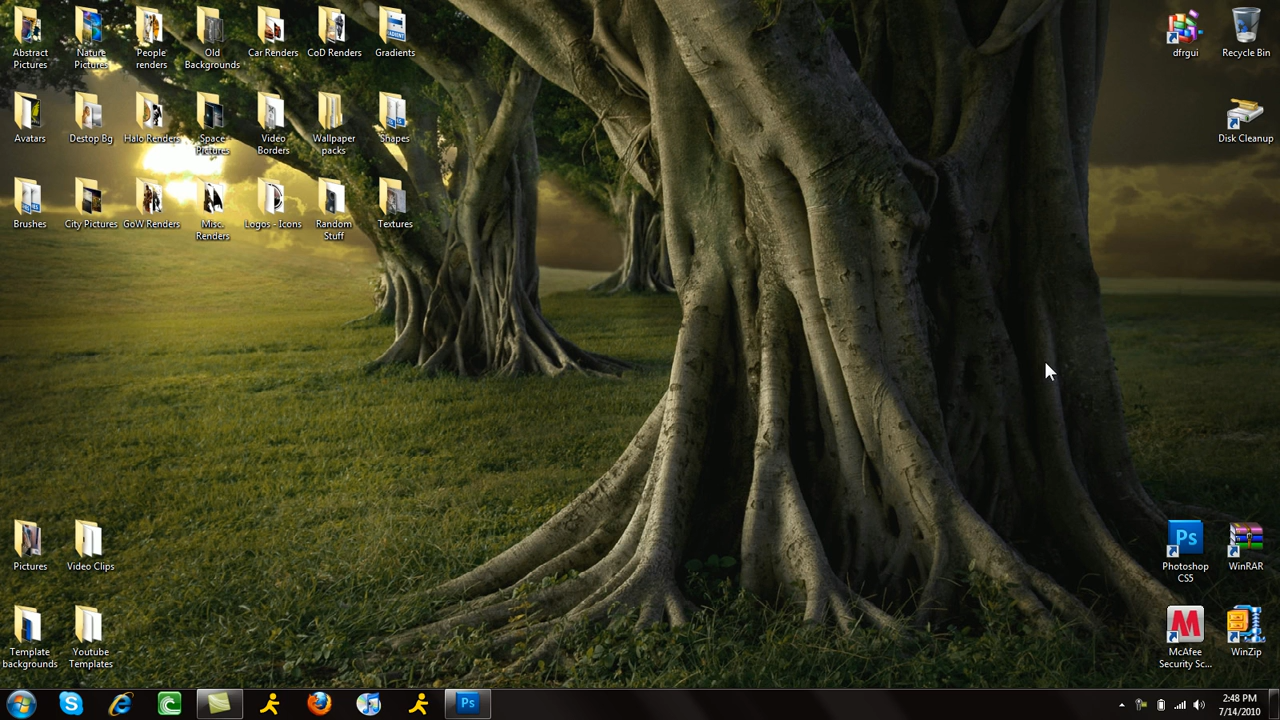 Abstract
Pictures
Nature
Pictures
People
renders
Old
Backgrounds
Car Renders
CoD Renders
Gradients
dfrgui
Recycle Bin
Avatars
Destop Bg
Halo Renders
Space
Pictures
Video
Borders
Wallpaper
packs
Shapes
Disk Cleanup
Brushes
City Pictures
GoW Renders
Misc.
Renders
Logos - Icons
Random
Stuff
Textures
GRADIENT
Pictures
Video Clips
Ps
Photoshop
CS5
WinRAR
Template
backgrounds
Youtube
Templates
McAfee
Security Sc...
WinZip
Ps
2:48 PM
7/14/2010